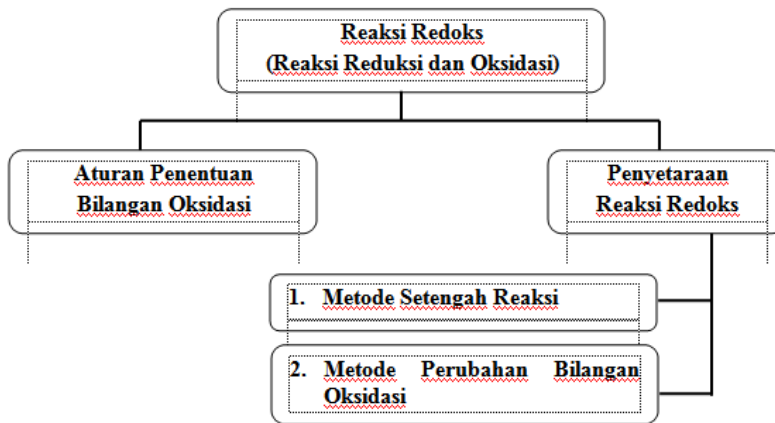 Reaksi Redoks
(Reaksi Reduksi dan Oksidasi)
Aturan Penentuan
Bilangan Oksidasi
Penyetaraan
Reaksi Redoks
1. Metode Setengah Reaksi
2. Metode Perubahan Bilangan
Oksidasi